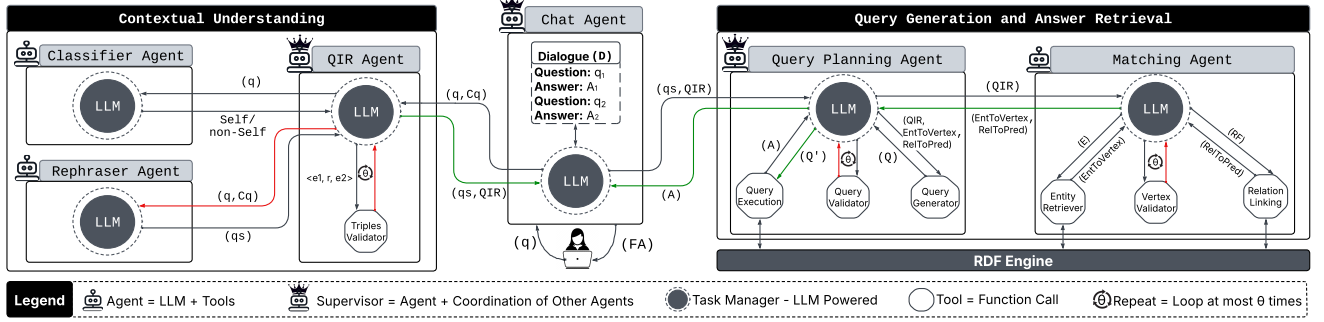 Contextual Understanding
Classifier Agent
LLM
QIR Agent
LLM
(q)
Self/
non-Self
Rephraser Agent
LLM
(q,Cq)
(qs)
<e1, r, e2>
θ
Triples
Validator
(q,Cq)
(qs,QIR)
Chat Agent
Dialogue (D)
Question: q₁
Answer: A₁
Question: q₂
Answer: A₂
LLM
(q)
(FA)
(qs,QIR)
(A)
Query Generation and Answer Retrieval
Query Planning Agent
LLM
(A)
(Q')
θ
(Q)
(QIR,
EntToVertex,
RelToPred)
Query
Execution
Query
Validator
Query
Generator
(QIR)
(EntToVertex,
RelToPred)
Matching Agent
LLM
(E)
(EntToVertex)
θ
(RF)
(RelToPred)
Entity
Retriever
Vertex
Validator
Relation
Linking
RDF Engine
Legend
Agent = LLM + Tools
Supervisor = Agent + Coordination of Other Agents
Task Manager - LLM Powered
Tool = Function Call
θ
Repeat = Loop at most θ times